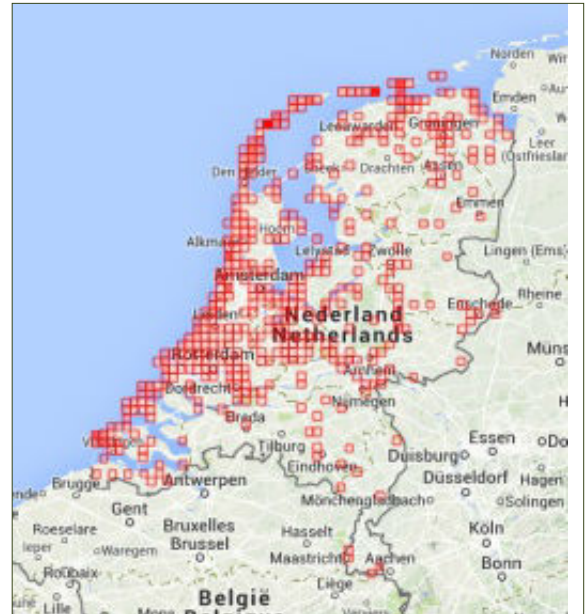 Norden
Emden
Leer
(Ostfriesland
Leeuwarden
Groningen
Drachten
Assen
Den Helder
Emmen
Hoorn
Alkmaar
Lelystad
Zwolle
Lingen (Ems)
Amsterdam
Leiden
Enschede
Rheine
Nederland
Netherlands
Rotterdam
Arnhem
Müns
Dordrecht
Nijmegen
Breda
Tilburg
Eindhoven
Duisburg
Essen
Do
Brugge
Antwerpen
Düsseldorf
Hagen
Gent
Mönchengladbach
Solingen
Bruxelles
Brussel
Roeselare
Hasselt
Köln
Ieper
Waregem
Maastricht
Aachen
Bonn
Roubaix
Liège
Lille
België